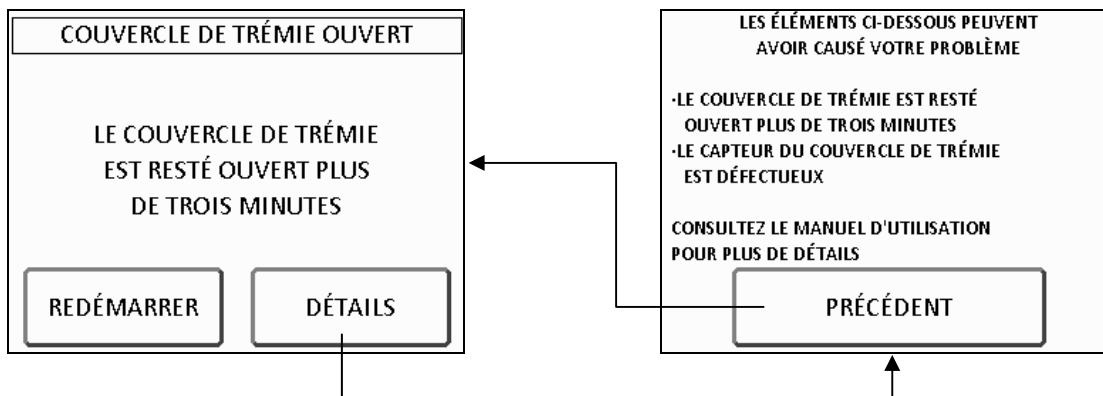 COUVERCLE DE TRÉMIE OUVERT
LE COUVERCLE DE TRÉMIE
EST RESTÉ OUVERT PLUS
DE TROIS MINUTES
REDÉMARRER
DÉTAILS
LES ÉLÉMENTS CI-DESSOUS PEUVENT
AVOIR CAUSÉ VOTRE PROBLÈME
·LE COUVERCLE DE TRÉMIE EST RESTÉ
OUVERT PLUS DE TROIS MINUTES
·LE CAPTEUR DU COUVERCLE DE TRÉMIE
EST DÉFECTUEUX
CONSULTEZ LE MANUEL D'UTILISATION
POUR PLUS DE DÉTAILS
PRÉCÉDENT